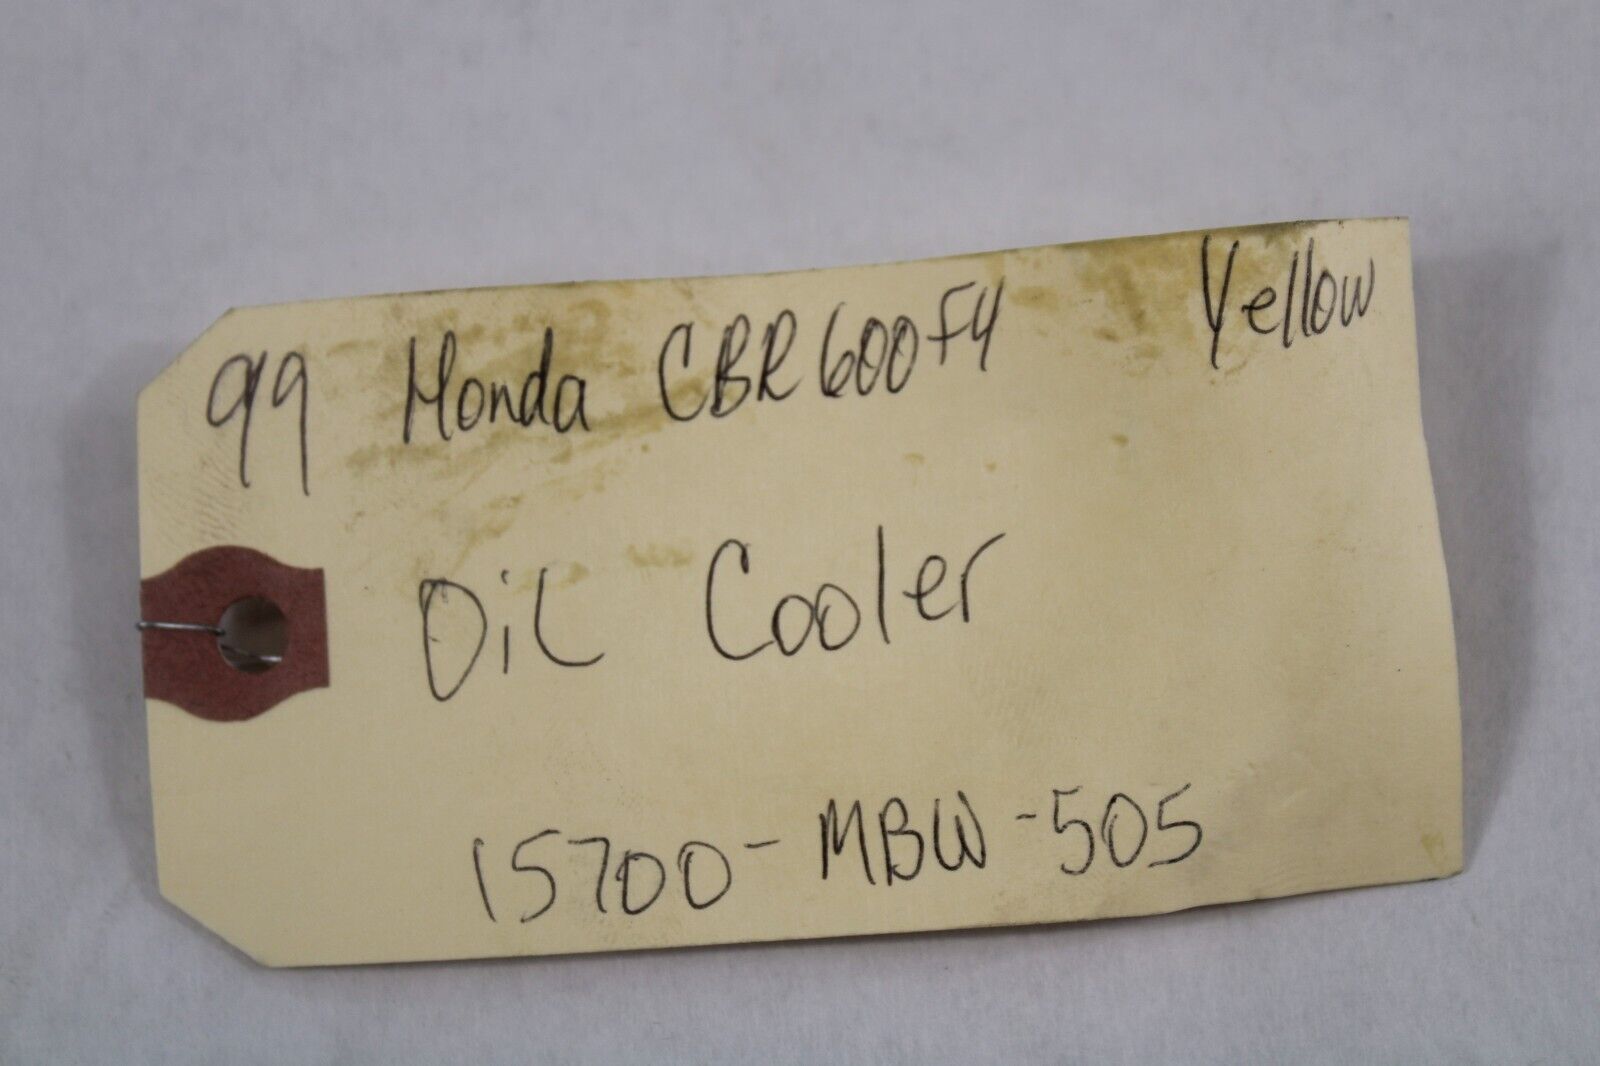 99 Honda CBR600F4 Yellow
Oil Cooler
15700-MBW-505